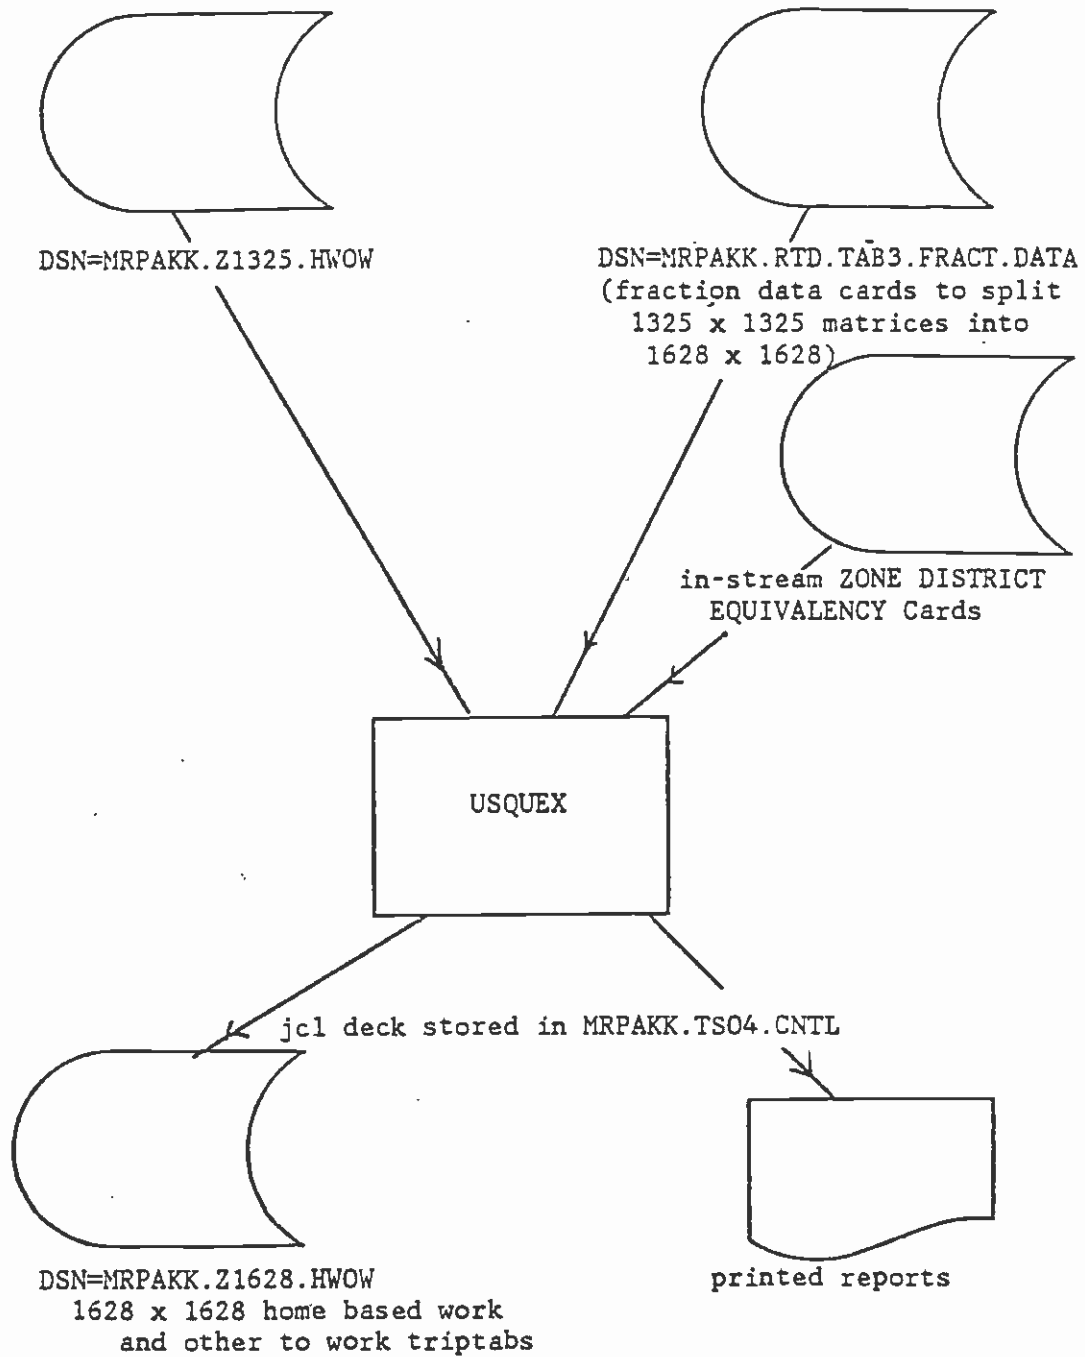 DSN=MRPAKK.Z1325.HWOW
DSN=MRPAKK.RTD.TAB3.FRACT.DATA
(fraction data cards to split
1325 x 1325 matrices into
1628 x 1628)
in-stream ZONE DISTRICT
EQUIVALENCY Cards
USQUEX
jcl deck stored in MRPAKK.TSO4.CNTL
DSN=MRPAKK.Z1628.HWOW
1628 x 1628 home based work
and other to work triptabs
printed reports